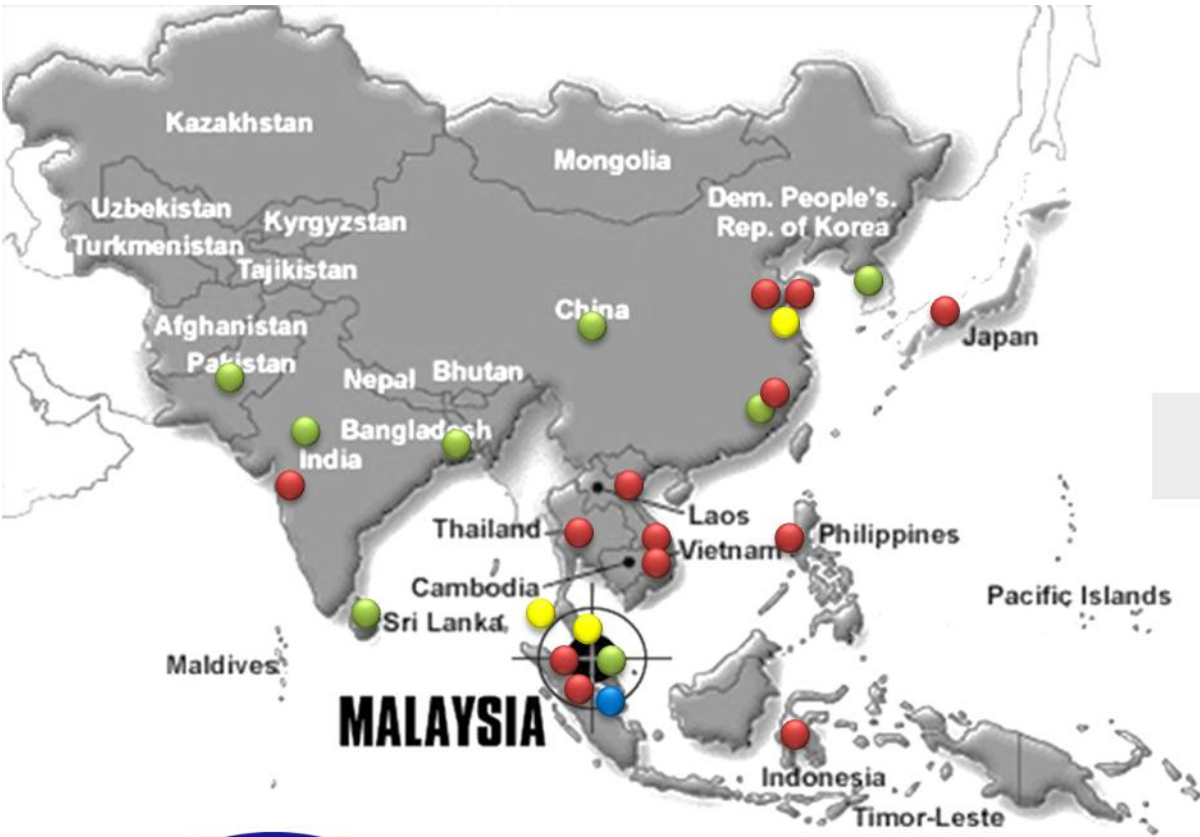 Kazakhstan
Mongolia
Dem. People's.
Rep. of Korea
Uzbekistan
Kyrgyzstan
Turkmenistan
Tajikistan
China
Afghanistan
Japan
Pakistan
Nepal
Bhutan
Bangladesh
India
Laos
Thailand
Philippines
Vietnam
Cambodia
Pacific Islands
Sri Lanka
Maldives
MALAYSIA
Indonesia
Timor-Leste